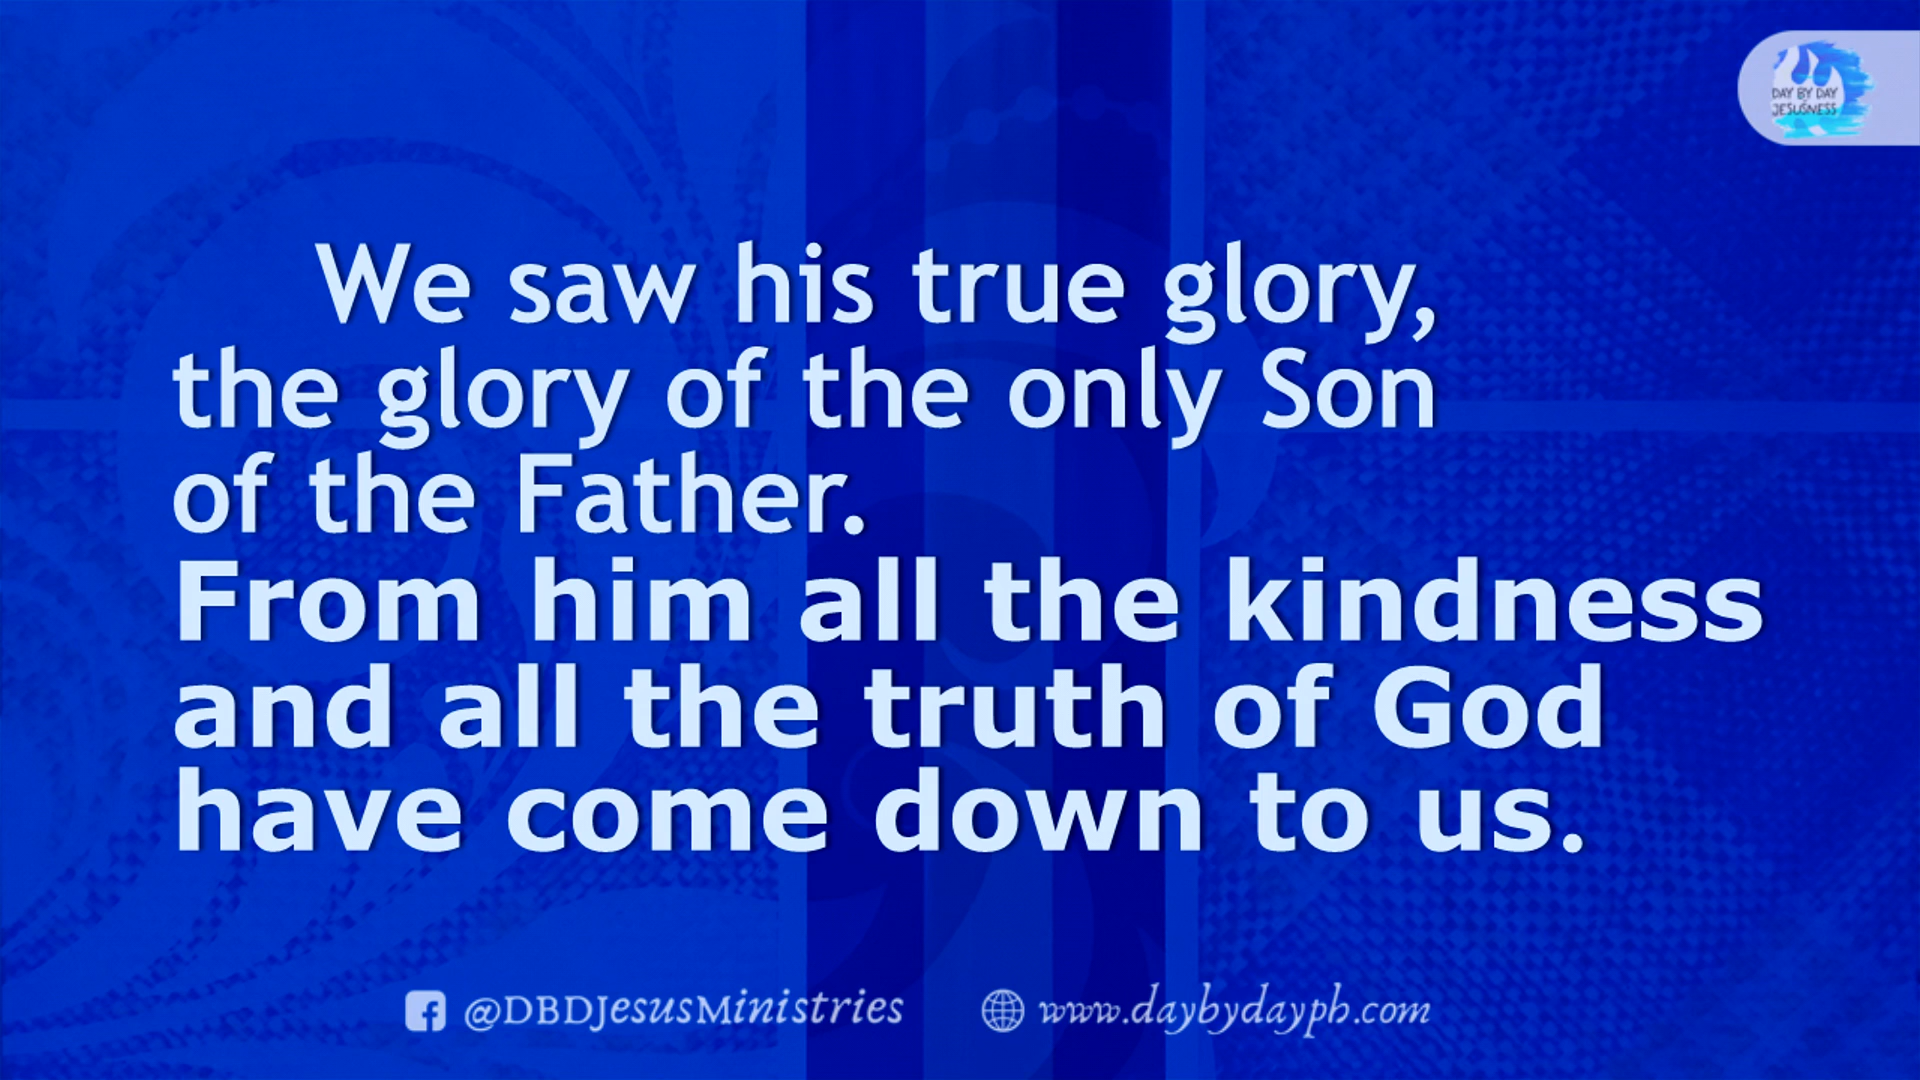 DAY BY DAY
JESUSNESS
We saw his true glory,
the glory of the only Son
of the Father.
From him all the kindness
and all the truth of God
have come down to us.
@DBDJesusMinistries
www.daybydayph.com